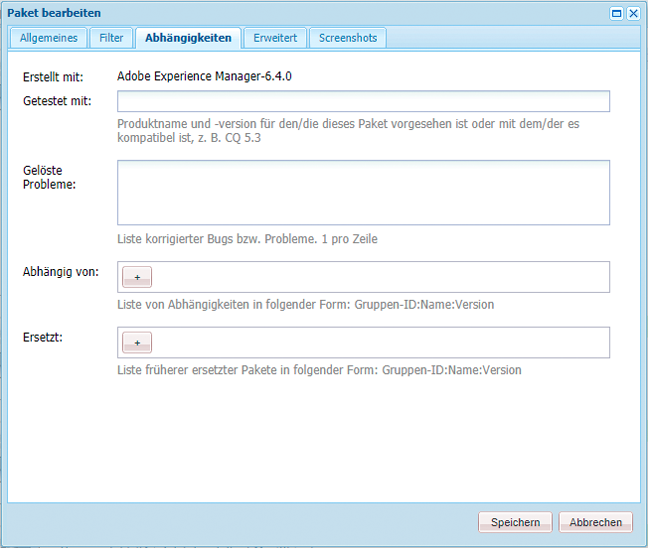 Paket bearbeiten
Allgemeines Filter Abhängigkeiten Erweitert Screenshots
Erstellt mit: Adobe Experience Manager-6.4.0
Getestet mit:
Produktname und -version für den/die dieses Paket vorgesehen ist oder mit dem/der es
kompatibel ist, z. B. CQ 5.3
Gelöste
Probleme:
Liste korrigierter Bugs bzw. Probleme. 1 pro Zeile
Abhängig von: +
Liste von Abhängigkeiten in folgender Form: Gruppen-ID:Name:Version
Ersetzt: +
Liste früherer ersetzter Pakete in folgender Form: Gruppen-ID:Name:Version
Speichern Abbrechen